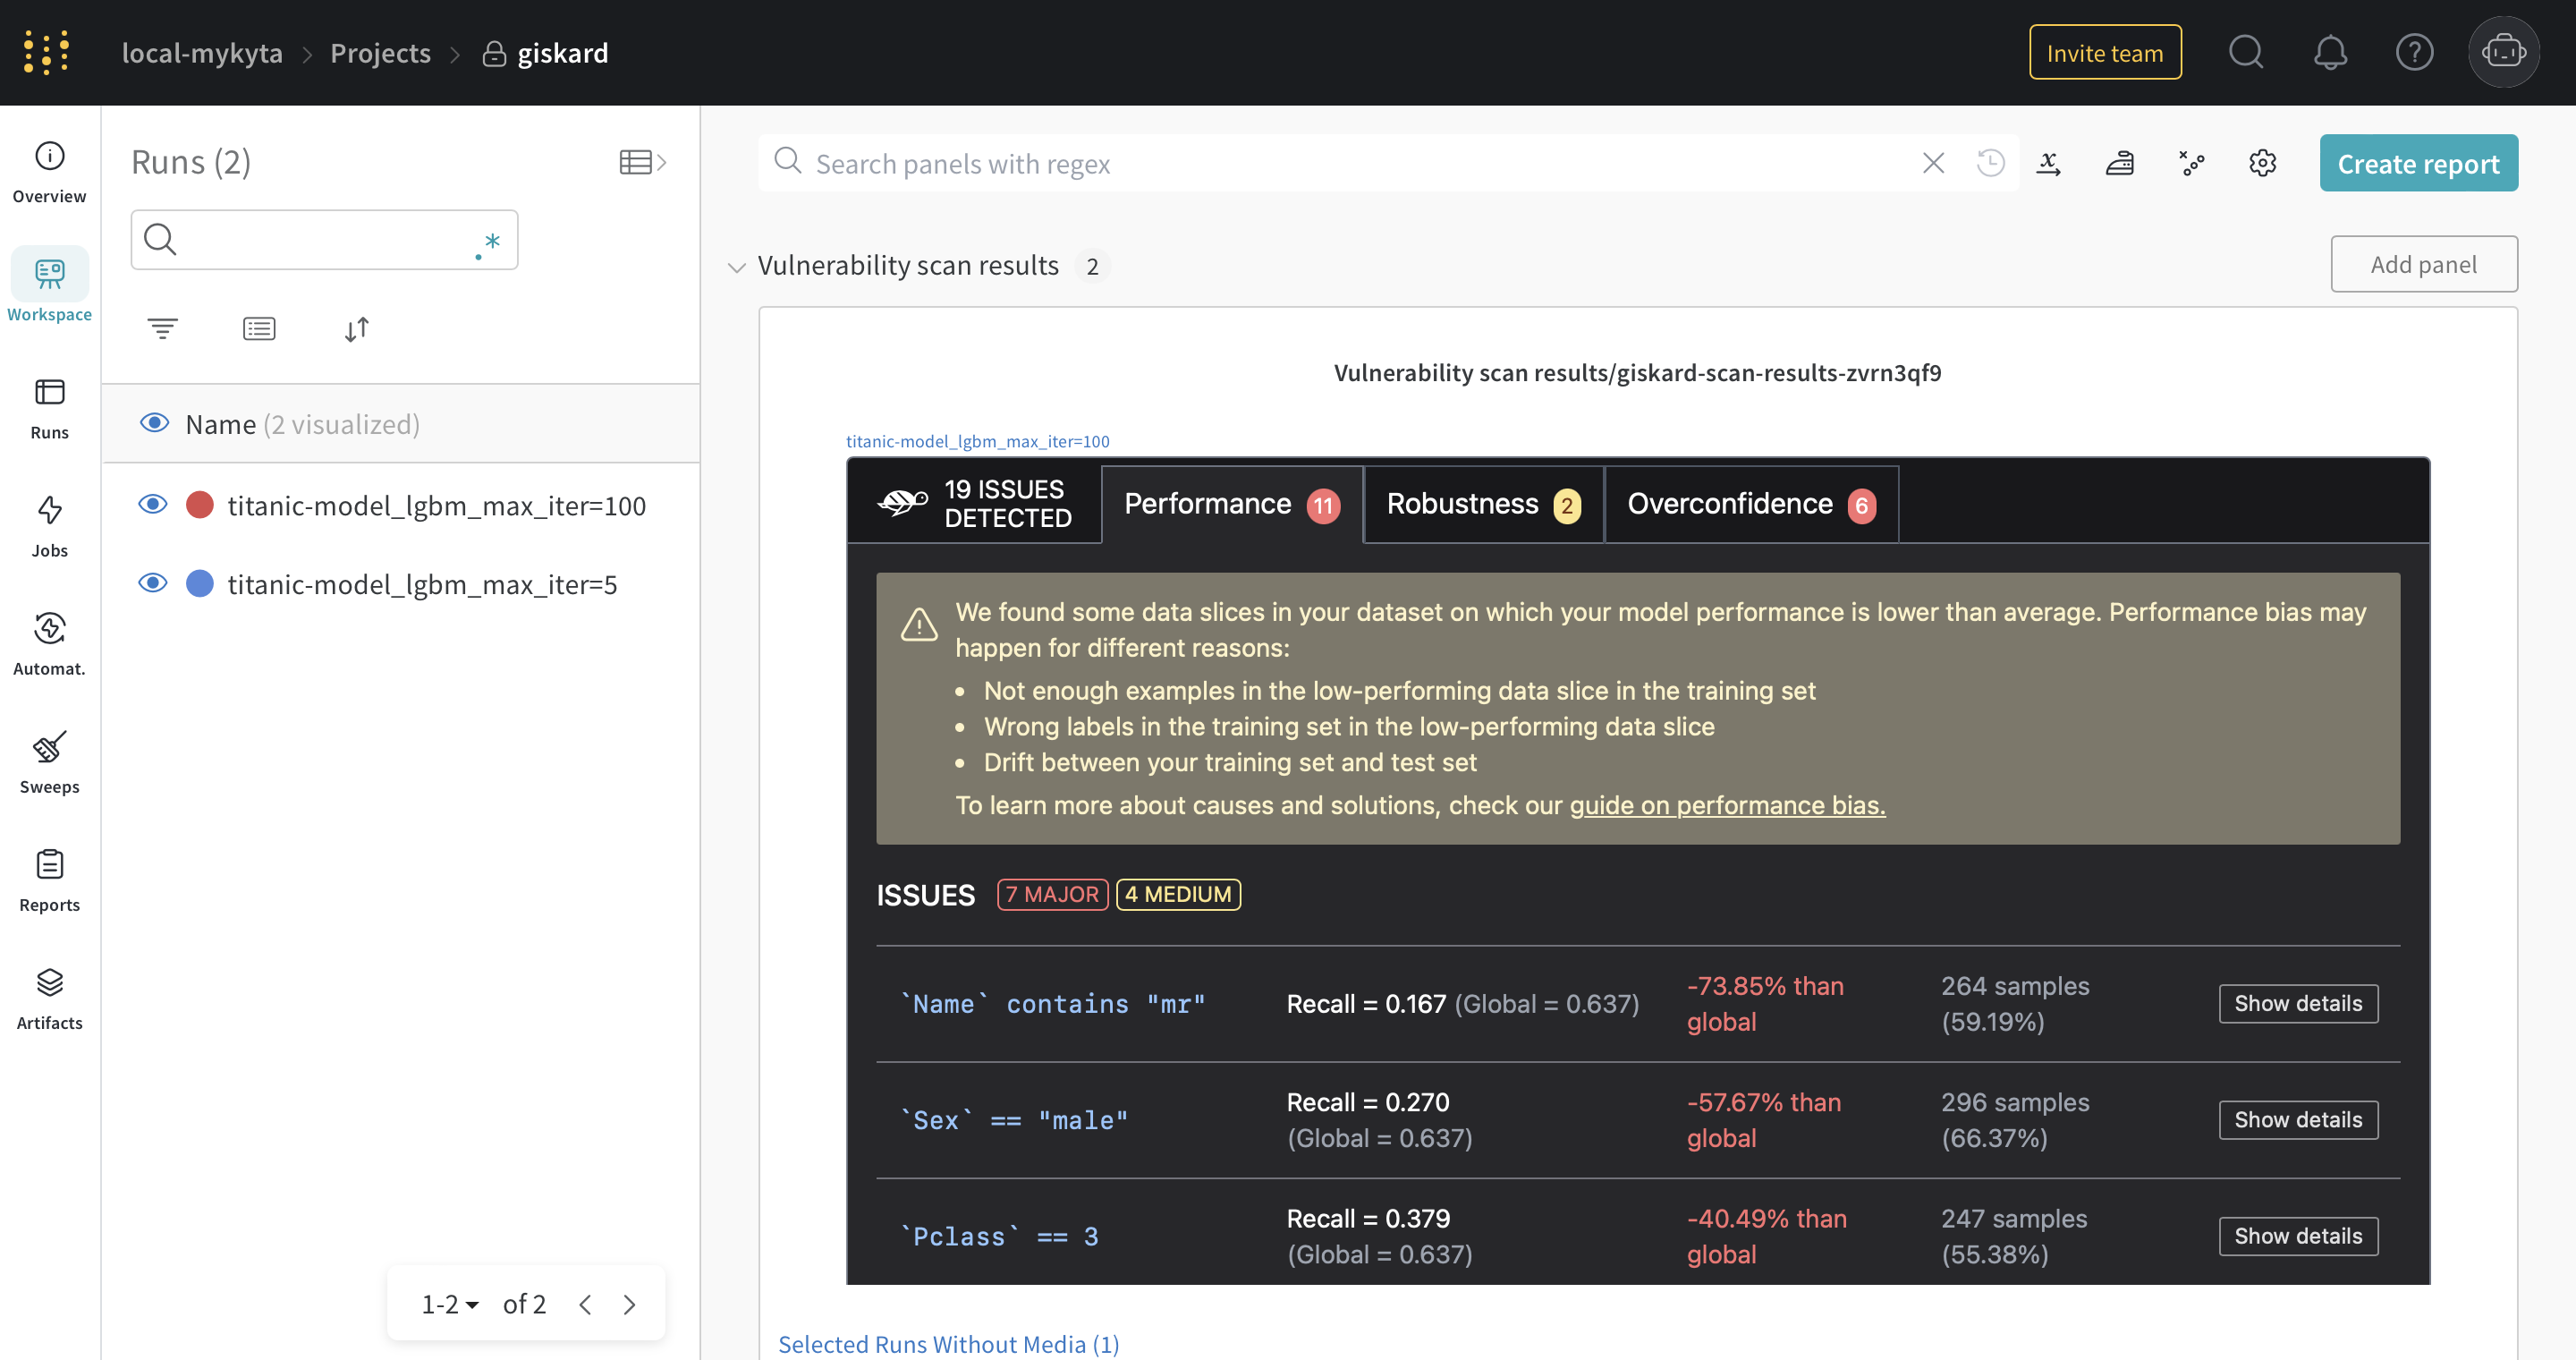 local-mykyta > Projects > giskard
Invite team
Overview
Workspace
Runs
Jobs
Automat.
Sweeps
Reports
Artifacts
Runs (2)
.*
Name (2 visualized)
titanic-model_lgbm_max_iter=100
titanic-model_lgbm_max_iter=5
1-2 of 2
Search panels with regex
Create report
Vulnerability scan results 2
Add panel
Vulnerability scan results/giskard-scan-results-zvrn3qf9
titanic-model_lgbm_max_iter=100
19 ISSUES
DETECTED
Performance 11
Robustness 2
Overconfidence 6
We found some data slices in your dataset on which your model performance is lower than average. Performance bias may
happen for different reasons:
• Not enough examples in the low-performing data slice in the training set
• Wrong labels in the training set in the low-performing data slice
• Drift between your training set and test set
To learn more about causes and solutions, check our guide on performance bias.
ISSUES 7 MAJOR 4 MEDIUM
`Name` contains "mr"
Recall = 0.167 (Global = 0.637)
-73.85% than
global
264 samples
(59.19%)
Show details
`Sex` == "male"
Recall = 0.270
(Global = 0.637)
-57.67% than
global
296 samples
(66.37%)
Show details
`Pclass` == 3
Recall = 0.379
(Global = 0.637)
-40.49% than
global
247 samples
(55.38%)
Show details
Selected Runs Without Media (1)